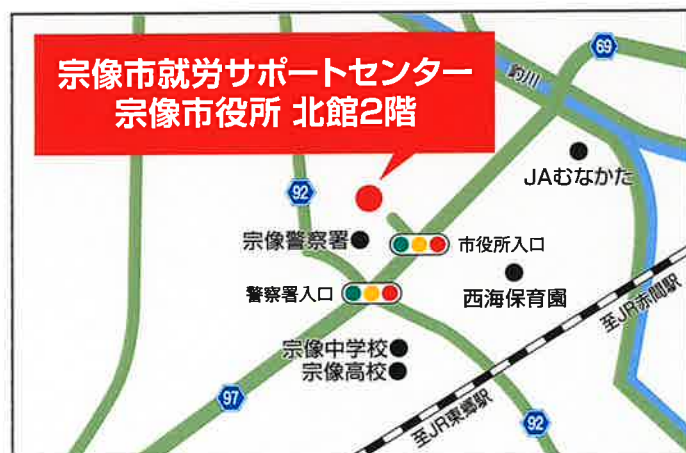 宗像市就労サポートセンター
宗像市役所 北館2階
69
釣川
JAむなかた
92
宗像警察署
市役所入口
西海保育園
警察署入口
至JR赤間駅
宗像中学校
宗像高校
97
92
至JR東郷駅